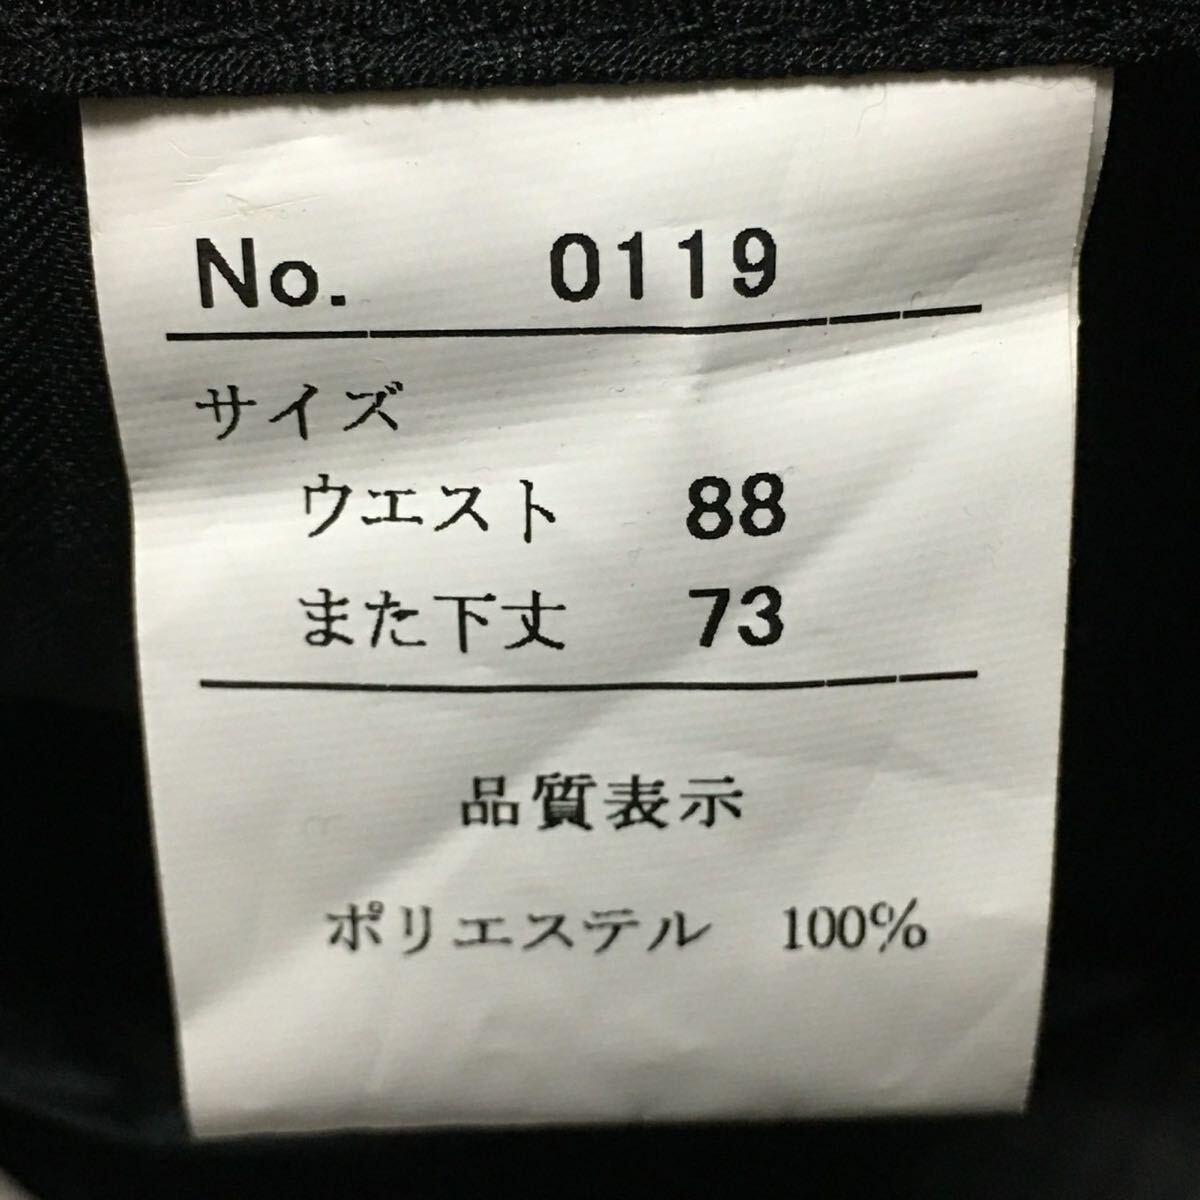 No. 0119
サイズ
ウエスト 88
また下丈 73
品質表示
ポリエステル 100%